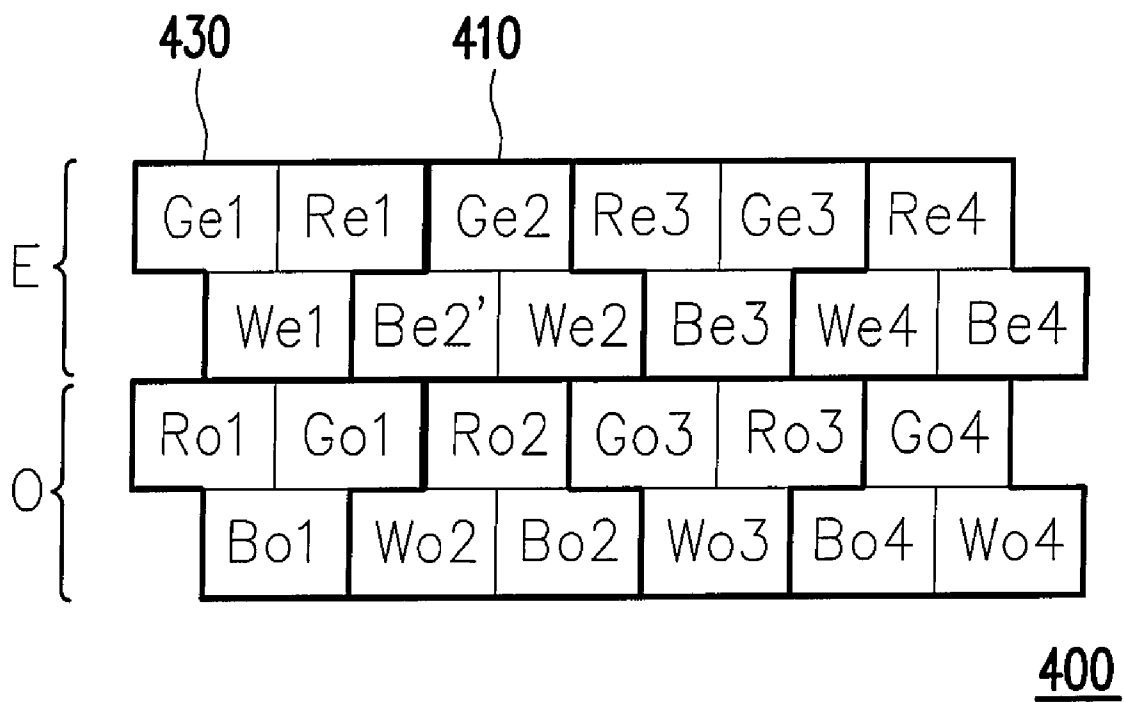 430 410
E
Ge1 Re1 Ge2 Re3 Ge3 Re4
We1 Be2' We2 Be3 We4 Be4
O
Ro1 Go1 Ro2 Go3 Ro3 Go4
Bo1 Wo2 Bo2 Wo3 Bo4 Wo4
400